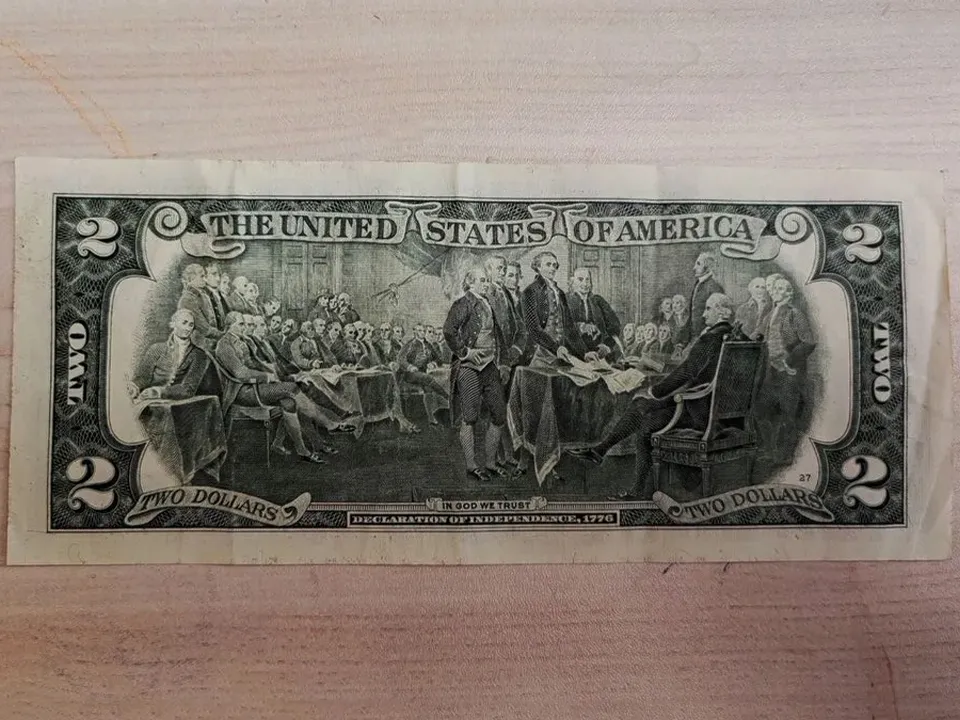 THE UNITED STATES OF AMERICA
2 2
TWO TWO
2 2
27
TWO DOLLARS IN GOD WE TRUST TWO DOLLARS
DECLARATION OF INDEPENDENCE, 1776